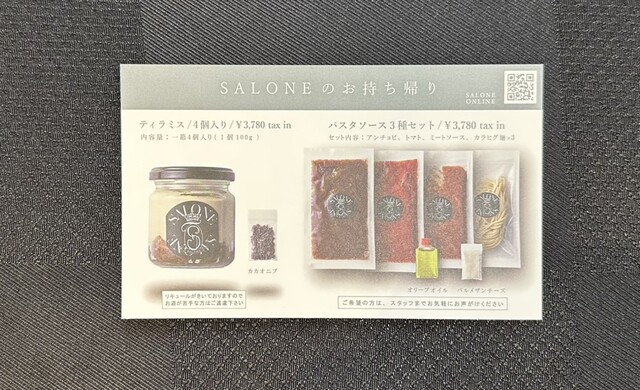 SALONEのお持ち帰り
SALONE
ONLINE
ティラミス/4個入り/¥3,780 tax in
内容量：一箱4個入り(1個100g)
カカオニブ
リキュールがきいておりますので
お酒が苦手な方はご遠慮下さい
パスタソース3種セット/¥3,780 tax in
セット内容：アンチョビ、トマト、ミートソース、カラヒグ麺×3
オリーブオイル
パルメザンチーズ
ご希望の方は、スタッフまでお気軽にお声がけください